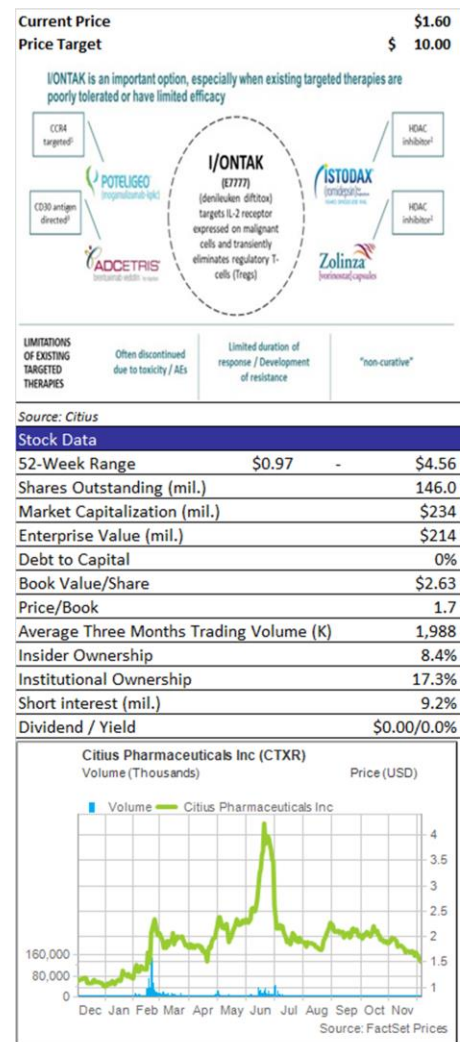 Current Price $1.60
Price Target $ 10.00
I/ONTAK is an important option, especially when existing targeted therapies are
poorly tolerated or have limited efficacy
CCR4
targeted¹
POTELIGEO
(mogamulizumab-kpkc)
CD30 antigen
directed²
ADCETRIS
I/ONTAK
(E7777)
(denileukin diftitox)
targets IL-2 receptor
expressed on malignant
cells and transiently
eliminates regulatory T-
cells (Tregs)
HDAC
inhibitor²
ISTODAX
(romidepsin)
HDAC
inhibitor²
Zolinza
(vorinostat) capsules
LIMITATIONS
OF EXISTING
TARGETED
THERAPIES
Often discontinued
due to toxicity / AEs
Limited duration of
response / Development
of resistance
"non-curative"
Source: Citius
Stock Data
52-Week Range $0.97 - $4.56
Shares Outstanding (mil.) 146.0
Market Capitalization (mil.) $234
Enterprise Value (mil.) $214
Debt to Capital 0%
Book Value/Share $2.63
Price/Book 1.7
Average Three Months Trading Volume (K) 1,988
Insider Ownership 8.4%
Institutional Ownership 17.3%
Short interest (mil.) 9.2%
Dividend / Yield $0.00/0.0%
Citius Pharmaceuticals Inc (CTXR)
Volume (Thousands) Price (USD)
Volume Citius Pharmaceuticals Inc
4
3.5
3
2.5
2
160,000 1.5
80,000
0 1
Dec Jan Feb Mar Apr May Jun Jul Aug Sep Oct Nov
Source: FactSet Prices